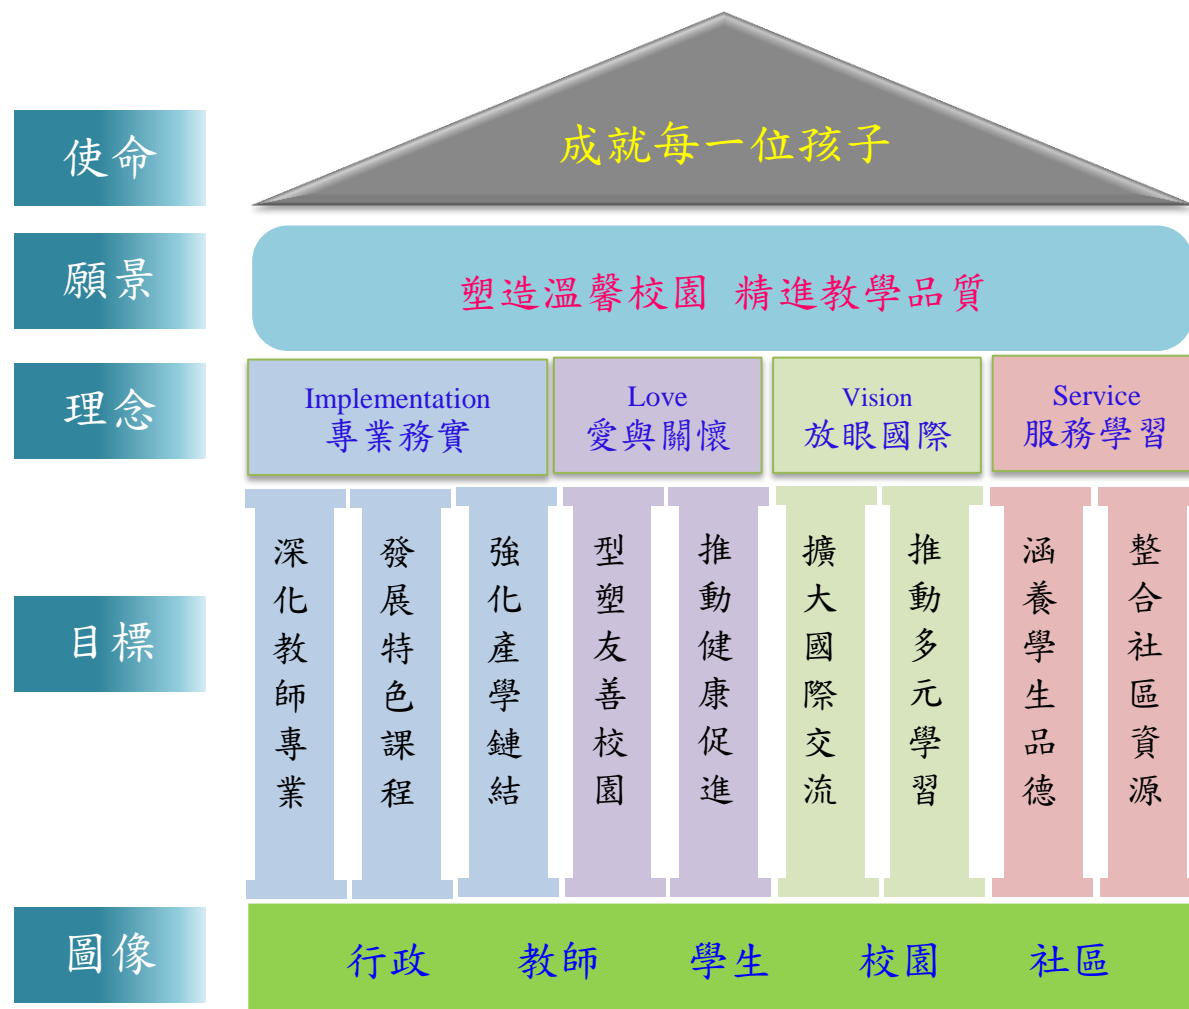 使命
成就每一位孩子
願景
塑造溫馨校園 精進教學品質
理念
Implementation
專業務實
Love
愛與關懷
Vision
放眼國際
Service
服務學習
目標
深化教師專業
發展特色課程
強化產學鏈結
型塑友善校園
推動健康促進
擴大國際交流
推動多元學習
涵養學生品德
整合社區資源
圖像
行政 教師 學生 校園 社區